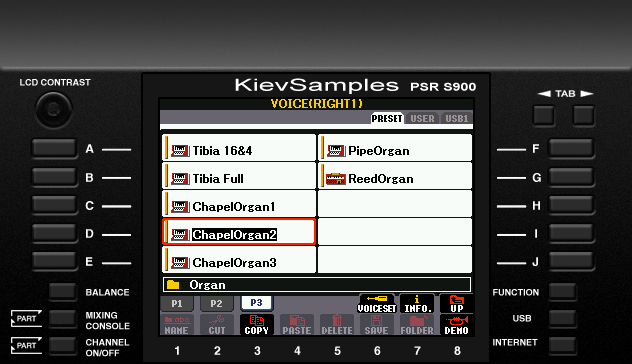 LCD CONTRAST
KievSamples PSR S900
VOICE(RIGHT1)
PRESET USER USB1
◄ TAB ►
A Tibia 16&4 PipeOrgan F
B Tibia Full ReedOrgan G
C ChapelOrgan1 H
D ChapelOrgan2 I
E ChapelOrgan3 J
Organ
BALANCE P1 P2 P3 VOICESET INFO. UP FUNCTION
PART MIXING CONSOLE
NAME CUT COPY PASTE DELETE SAVE FOLDER DEMO
USB
PART CHANNEL ON/OFF
INTERNET
1 2 3 4 5 6 7 8